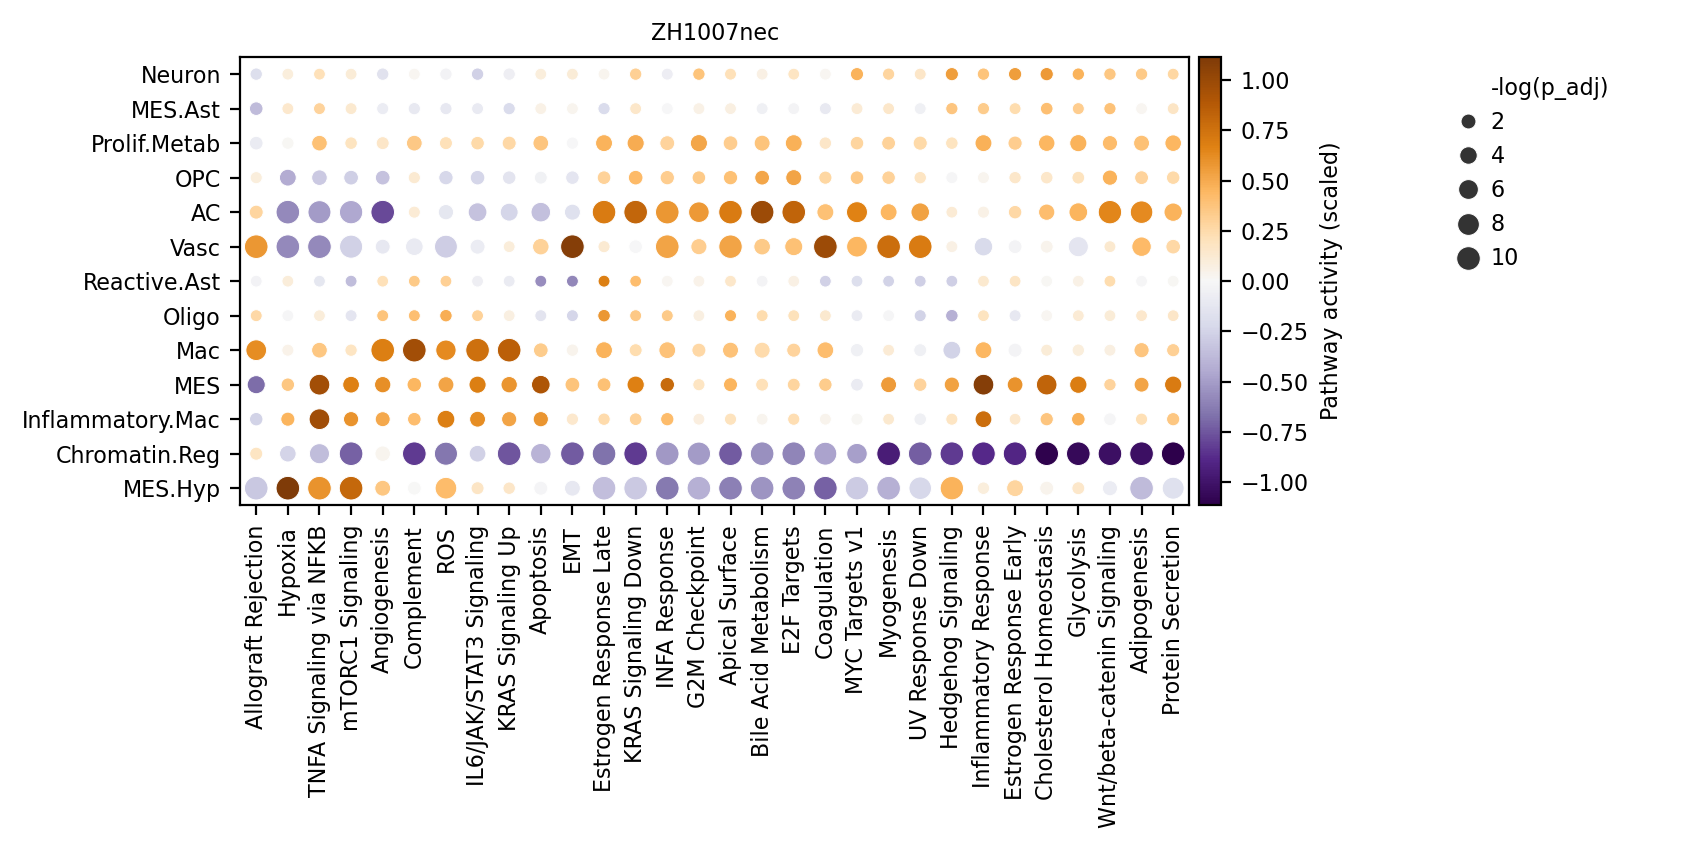 ZH1007nec
Neuron
MES.Ast
Prolif.Metab
OPC
AC
Vasc
Reactive.Ast
Oligo
Mac
MES
Inflammatory.Mac
Chromatin.Reg
MES.Hyp
Allograft Rejection
Hypoxia
TNFA Signaling via NFKB
mTORC1 Signaling
Angiogenesis
Complement
ROS
IL6/JAK/STAT3 Signaling
KRAS Signaling Up
Apoptosis
EMT
Estrogen Response Late
KRAS Signaling Down
INFA Response
G2M Checkpoint
Apical Surface
Bile Acid Metabolism
E2F Targets
Coagulation
MYC Targets v1
Myogenesis
UV Response Down
Hedgehog Signaling
Inflammatory Response
Estrogen Response Early
Cholesterol Homeostasis
Glycolysis
Wnt/beta-catenin Signaling
Adipogenesis
Protein Secretion
1.00
0.75
0.50
0.25
0.00
−0.25
−0.50
−0.75
−1.00
Pathway activity (scaled)
-log(p_adj)
2
4
6
8
10